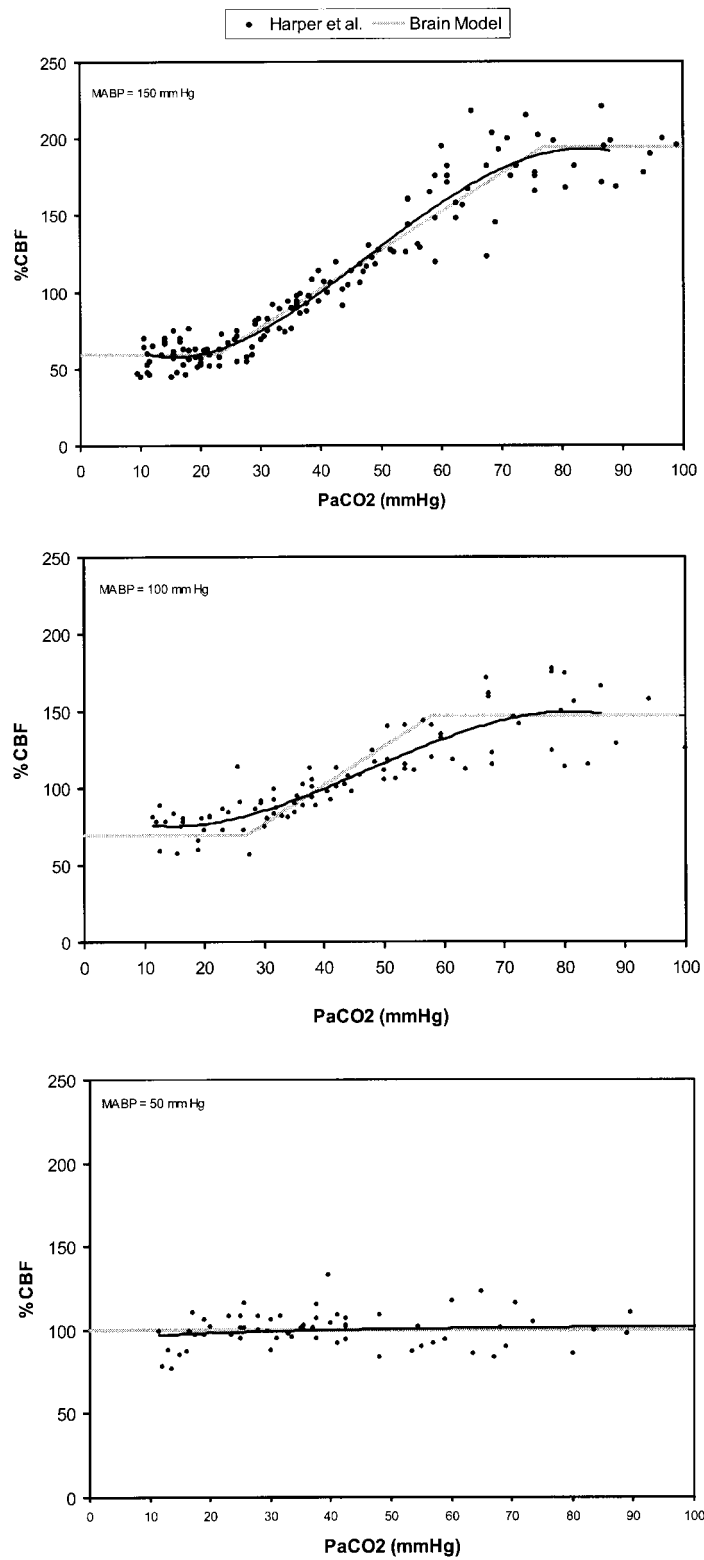 Harper et al. Brain Model
250
MABP = 150 mm Hg
200
150
%CBF
100
50
0
0 10 20 30 40 50 60 70 80 90 100
PaCO2 (mmHg)
250
MABP = 100 mm Hg
200
150
%CBF
100
50
0
0 10 20 30 40 50 60 70 80 90 100
PaCO2 (mmHg)
250
MABP = 50 mm Hg
200
150
%CBF
100
50
0
0 10 20 30 40 50 60 70 80 90 100
PaCO2 (mmHg)